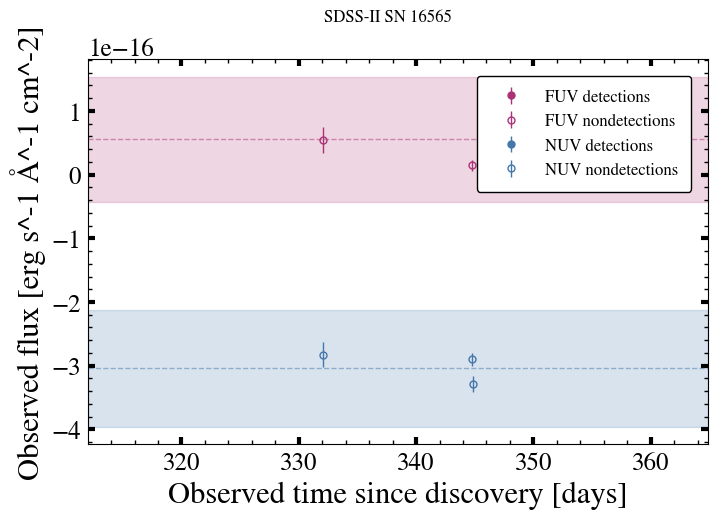 SDSS-II SN 16565
1e−16
FUV detections
FUV nondetections
NUV detections
NUV nondetections
1
0
−1
−2
−3
−4
Observed flux [erg s^-1 Å^-1 cm^-2]
320 330 340 350 360
Observed time since discovery [days]